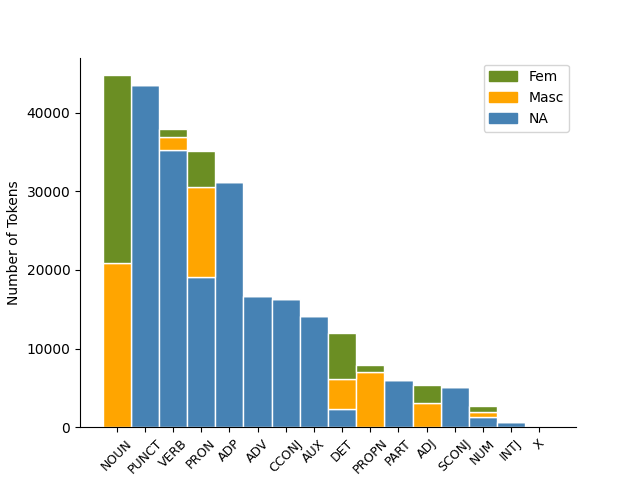 Fem
Masc
NA
40000
30000
20000
10000
0
Number of Tokens
NOUN
PUNCT
VERB
PRON
ADP
ADV
CCONJ
AUX
DET
PROPN
PART
ADJ
SCONJ
NUM
INTJ
X